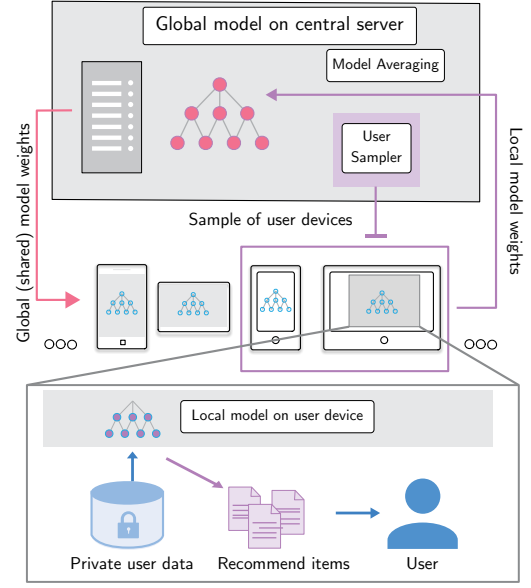 Global model on central server
Model Averaging
User
Sampler
Global (shared) model weights
Local model weights
Sample of user devices
Local model on user device
Private user data
Recommend items
User